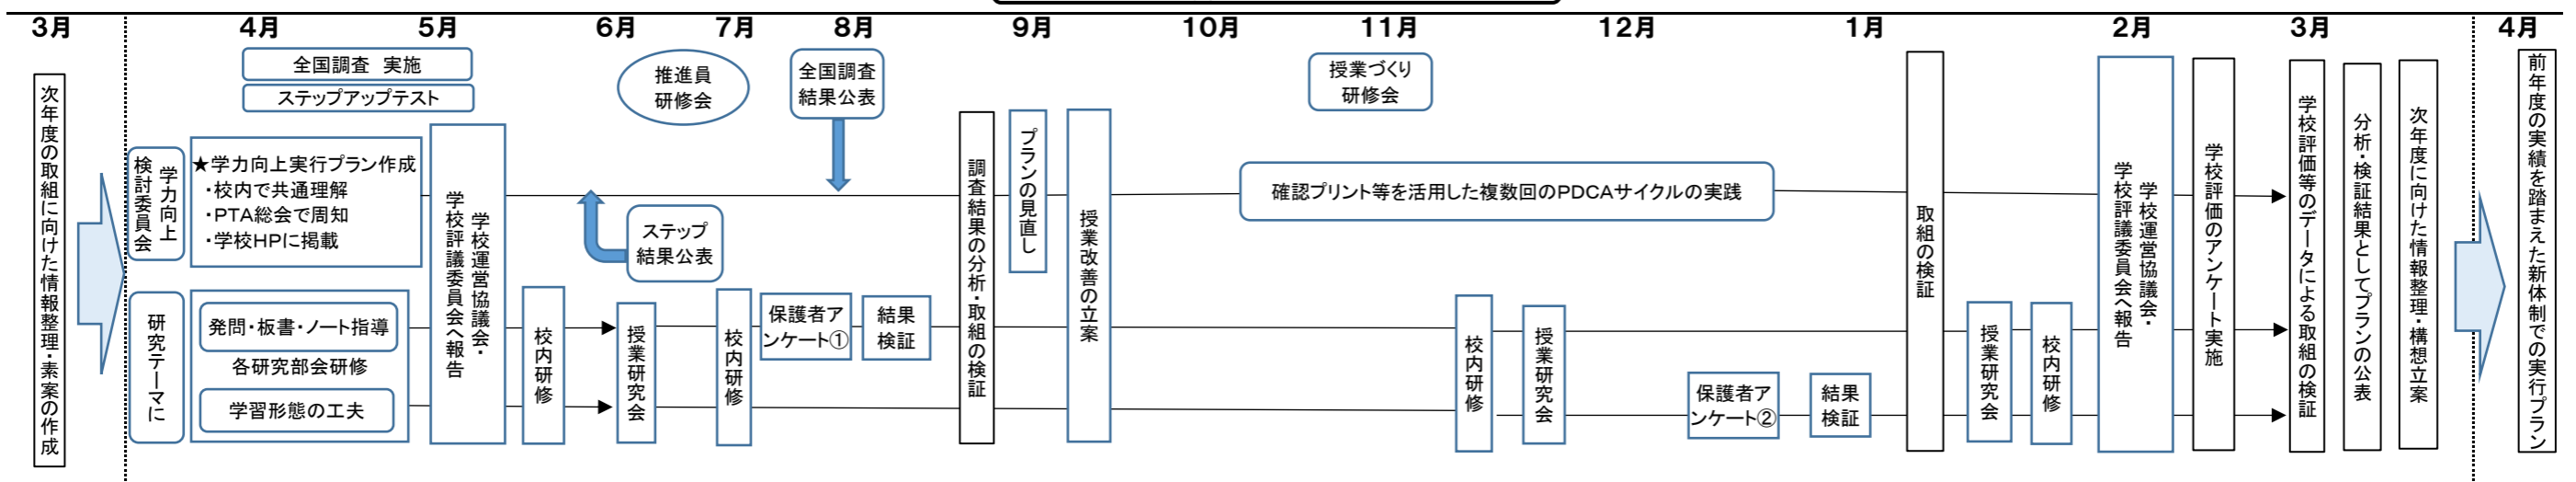 3月
4月
5月
6月
7月
8月
9月
10月
11月
12月
1月
2月
3月
4月
次年度の取組に向けた情報整理・素案の作成
全国調査 実施
ステップアップテスト
学力向上
検討委員会
★学力向上実行プラン作成
・校内で共通理解
・PTA総会で周知
・学校HPに掲載
研究テーマに
発問・板書・ノート指導
各研究部会研修
学習形態の工夫
学校運営協議会・
学校評議委員会へ報告
校内研修
推進員
研修会
ステップ
結果公表
授業研究会
校内研修
全国調査
結果公表
保護者ア
ンケート①
結果
検証
調査結果の分析・取組の検証
プランの見直し
授業改善の立案
授業づくり
研修会
確認プリント等を活用した複数回のPDCAサイクルの実践
校内研修
授業研究会
保護者ア
ンケート②
結果
検証
取組の検証
授業研究会
校内研修
学校運営協議会・
学校評議委員会へ報告
学校評価のアンケート実施
学校評価等のデータによる取組の検証
分析・検証結果としてプランの公表
次年度に向けた情報整理・構想立案
前年度の実績を踏まえた新体制での実行プラン